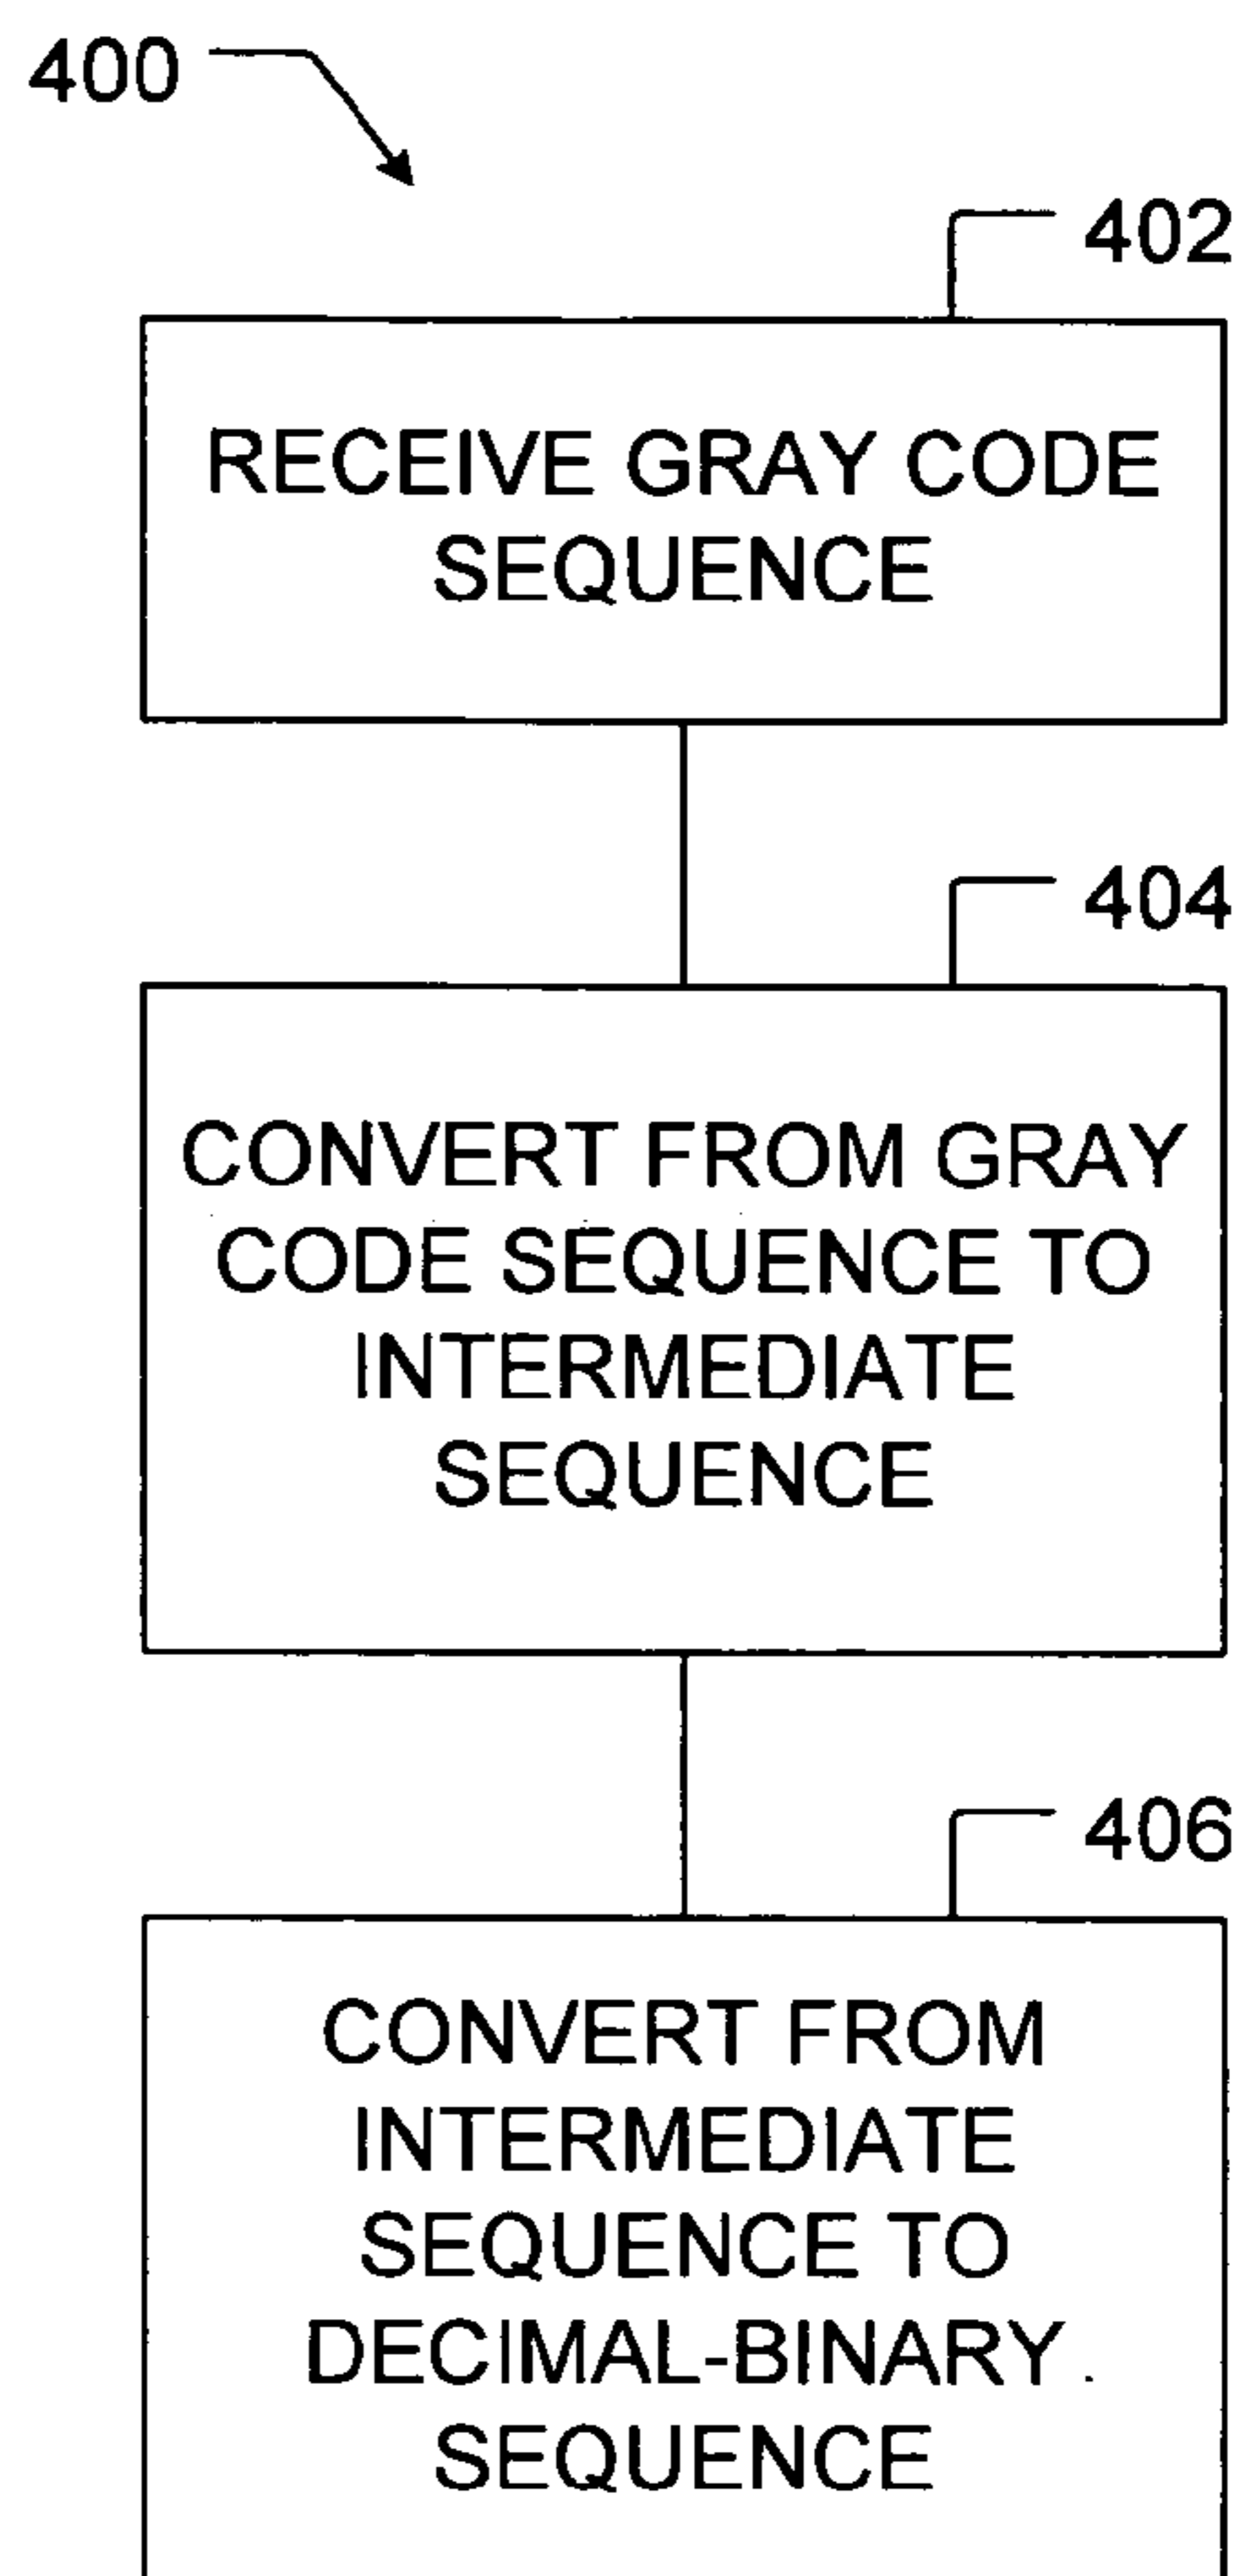 400
402
RECEIVE GRAY CODE
SEQUENCE
404
CONVERT FROM GRAY
CODE SEQUENCE TO
INTERMEDIATE
SEQUENCE
406
CONVERT FROM
INTERMEDIATE
SEQUENCE TO
DECIMAL-BINARY
SEQUENCE